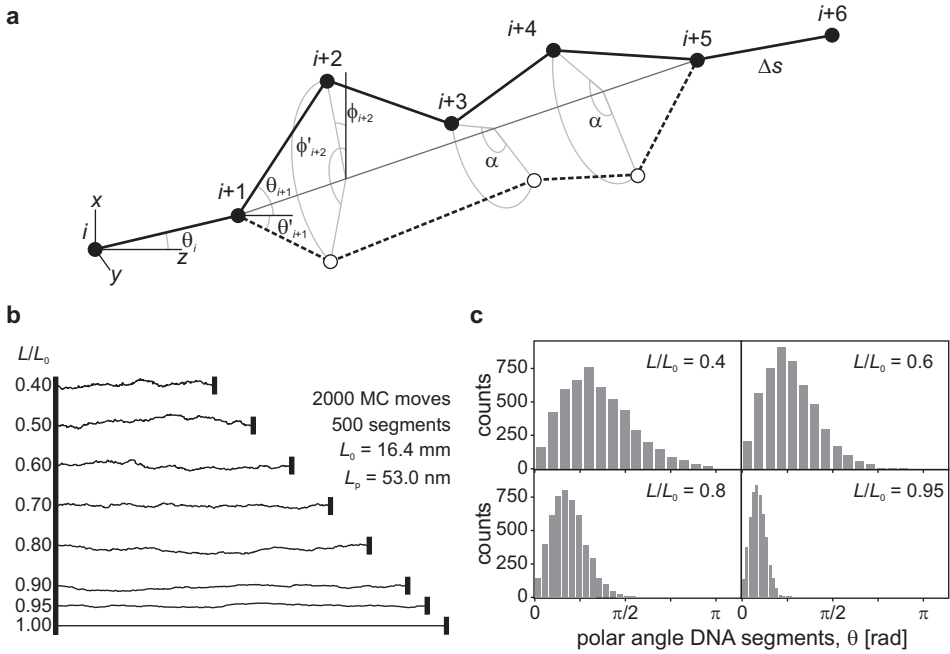 a
i+6
i+4
i+5
i+2
Δs
i+3
ϕi+2
ϕ'i+2
α
α
i+1
θi+1
x
θ'i+1
i
θi
z
y
b
c
L/L0
0.40
0.50
0.60
0.70
0.80
0.90
0.95
1.00
2000 MC moves
500 segments
L0 = 16.4 mm
Lp = 53.0 nm
counts
750
500
250
0
L/L0 = 0.4
L/L0 = 0.6
counts
750
500
250
0
L/L0 = 0.8
L/L0 = 0.95
0 π/2 π 0 π/2 π
polar angle DNA segments, θ [rad]